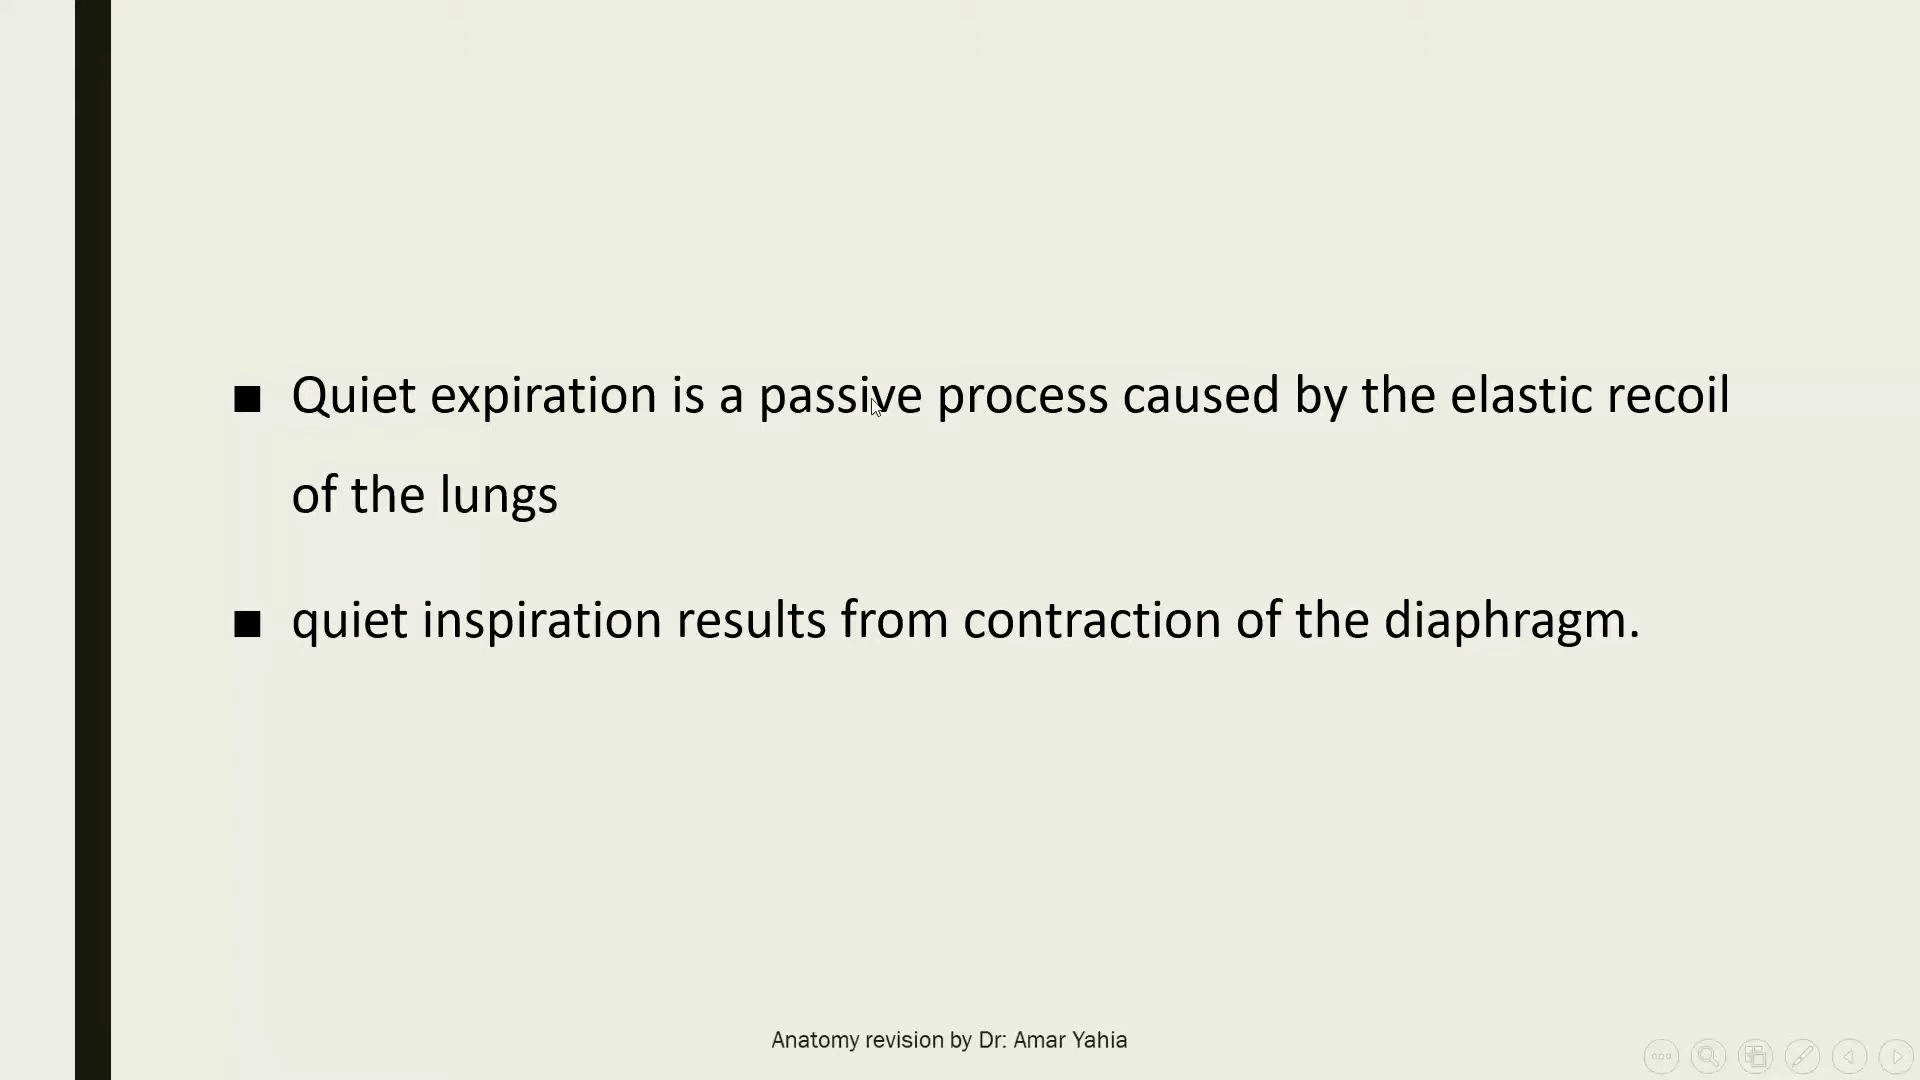 ■ Quiet expiration is a passive process caused by the elastic recoil
of the lungs
■ quiet inspiration results from contraction of the diaphragm.
Anatomy revision by Dr: Amar Yahia